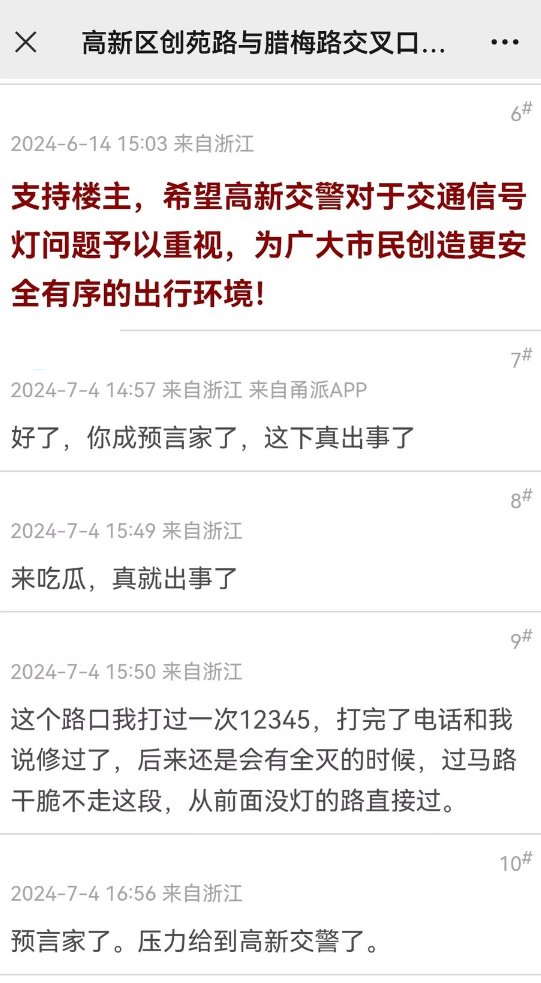 高新区创苑路与腊梅路交叉口...
6#
2024-6-14 15:03 来自浙江
支持楼主，希望高新交警对于交通信号
灯问题予以重视，为广大市民创造更安
全有序的出行环境！
7#
2024-7-4 14:57 来自浙江 来自甬派APP
好了，你成预言家了，这下真出事了
8#
2024-7-4 15:49 来自浙江
来吃瓜，真就出事了
9#
2024-7-4 15:50 来自浙江
这个路口我打过一次12345，打完了电话和我
说修过了，后来还是会有全灭的时候，过马路
干脆不走这段，从前面没灯的路直接过。
10#
2024-7-4 16:56 来自浙江
预言家了。压力给到高新交警了。